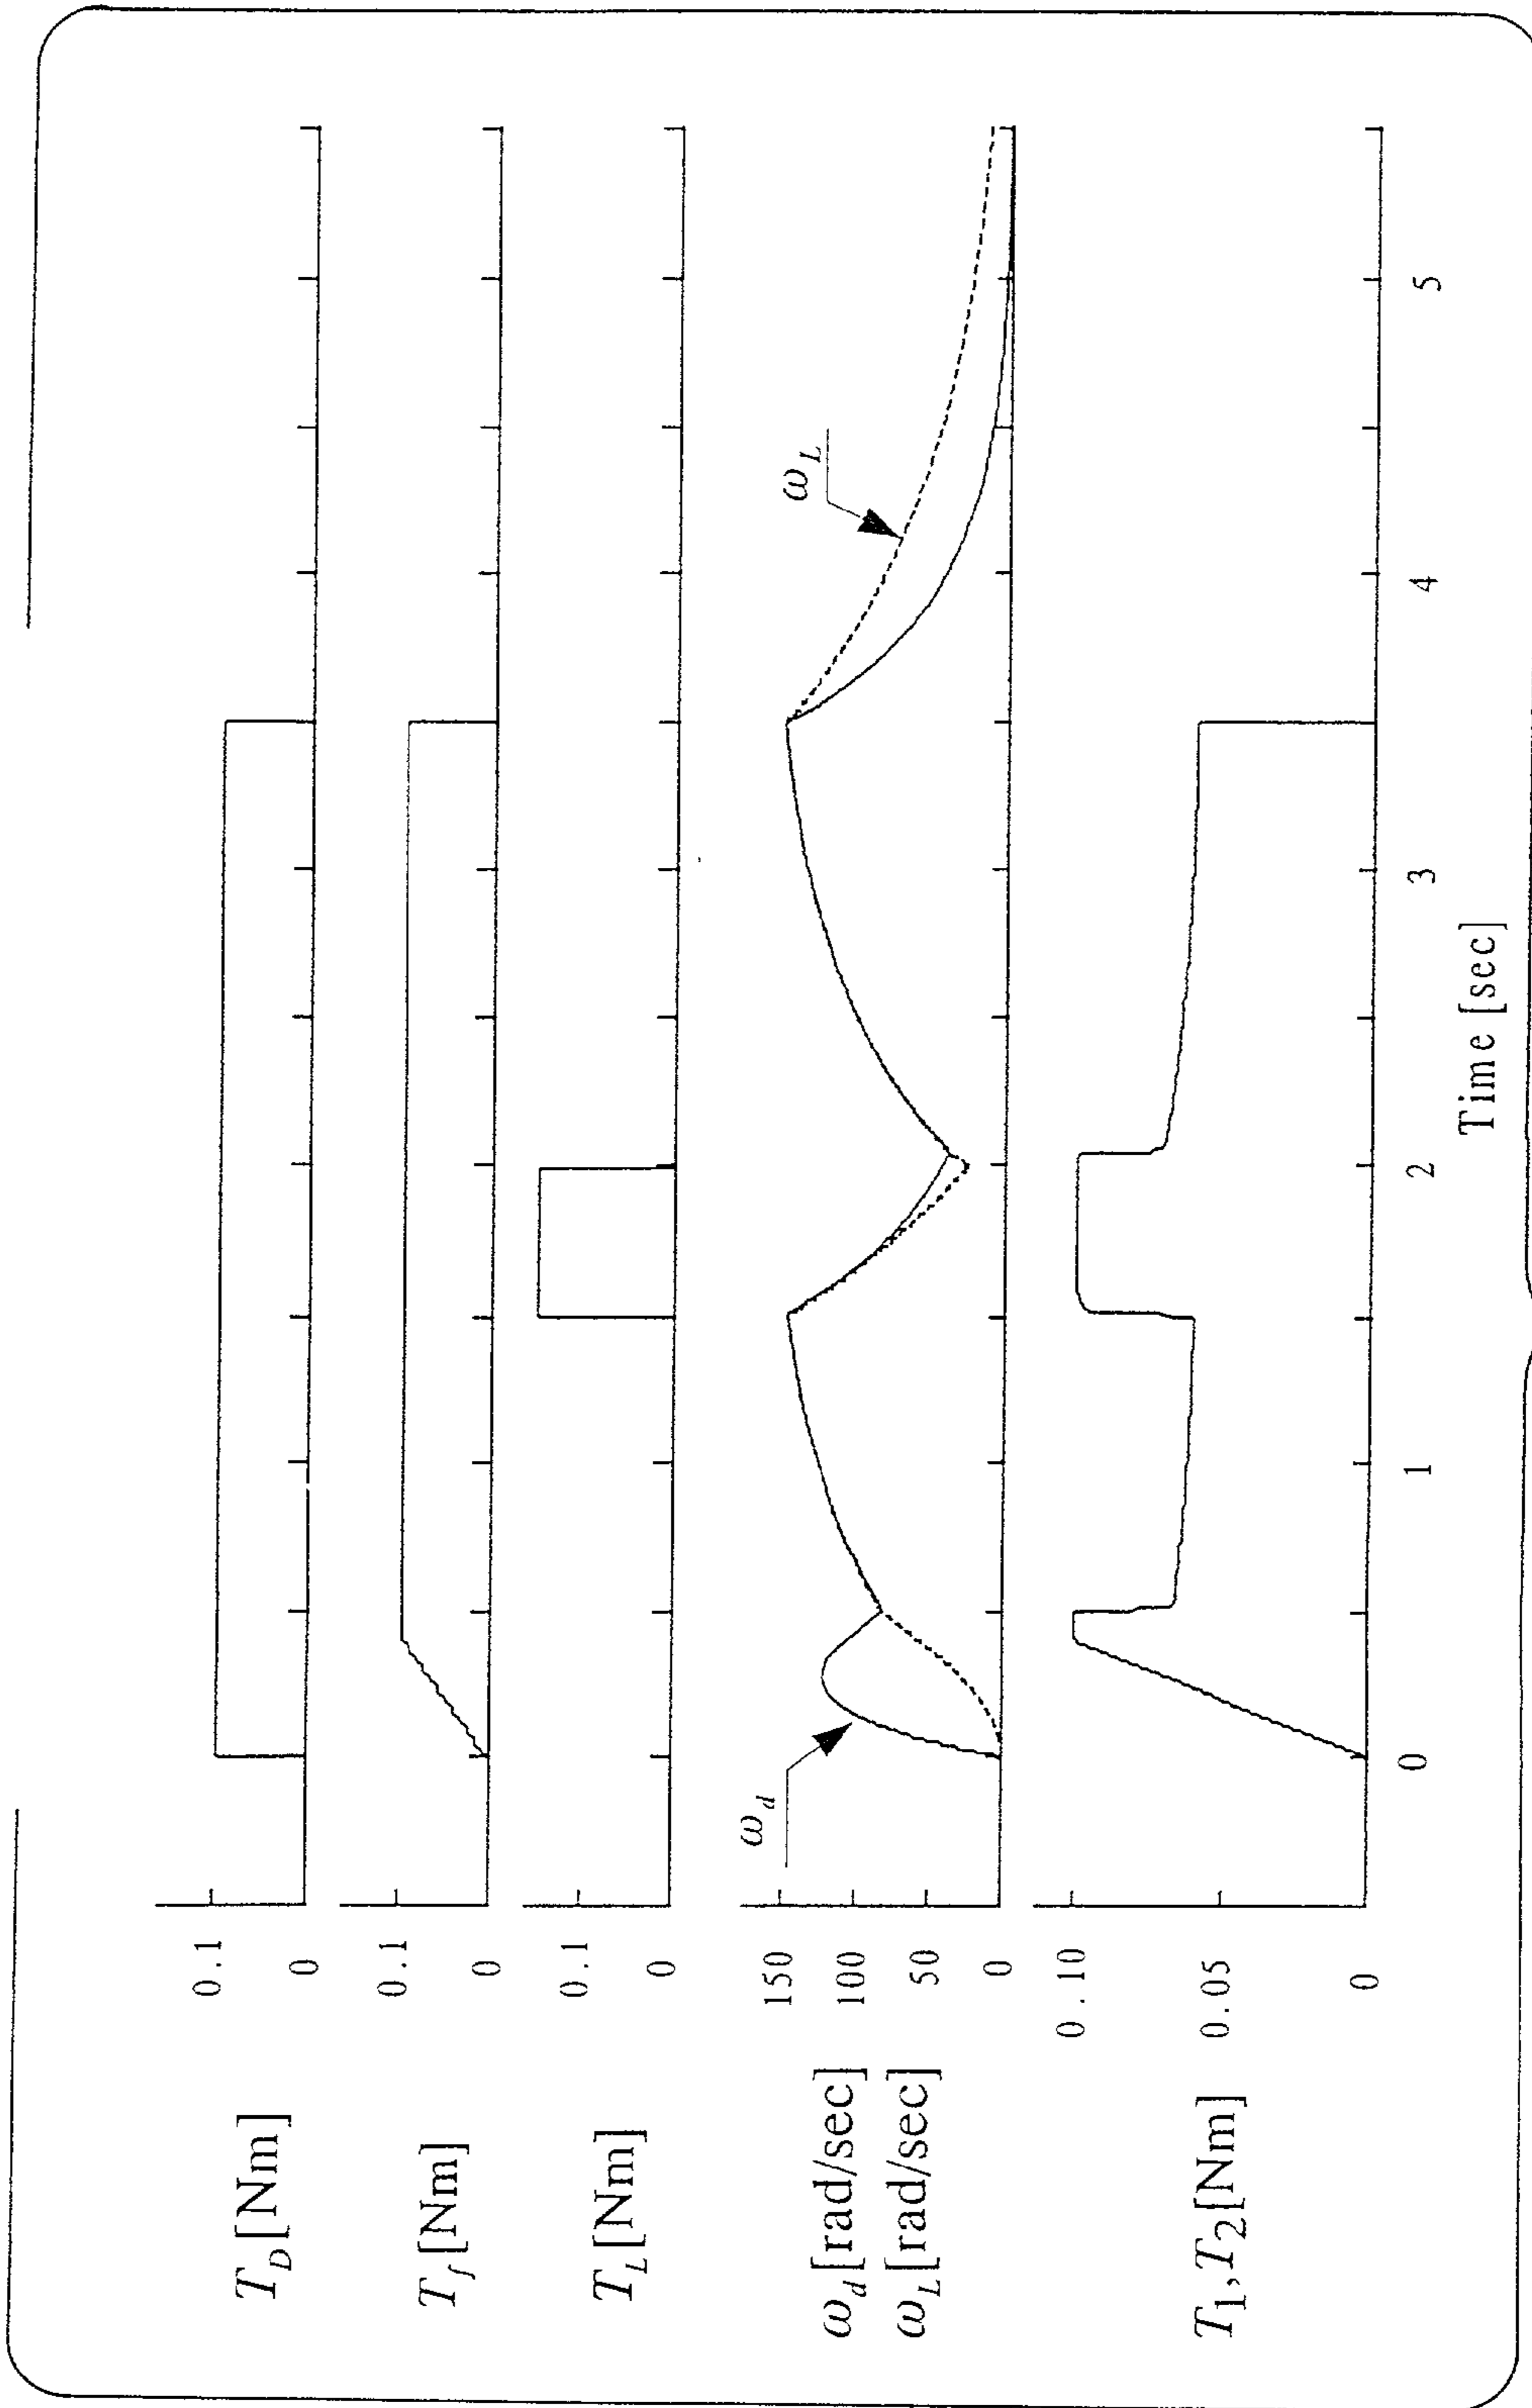 T_D [Nm]
0.1
0
T_f [Nm]
0.1
0
T_L [Nm]
0.1
0
ω_d [rad/sec]
ω_L [rad/sec]
150
100
50
0
ω_d
ω_L
T_1, T_2 [Nm]
0.10
0.05
0
0 1 2 3 4 5
Time [sec]